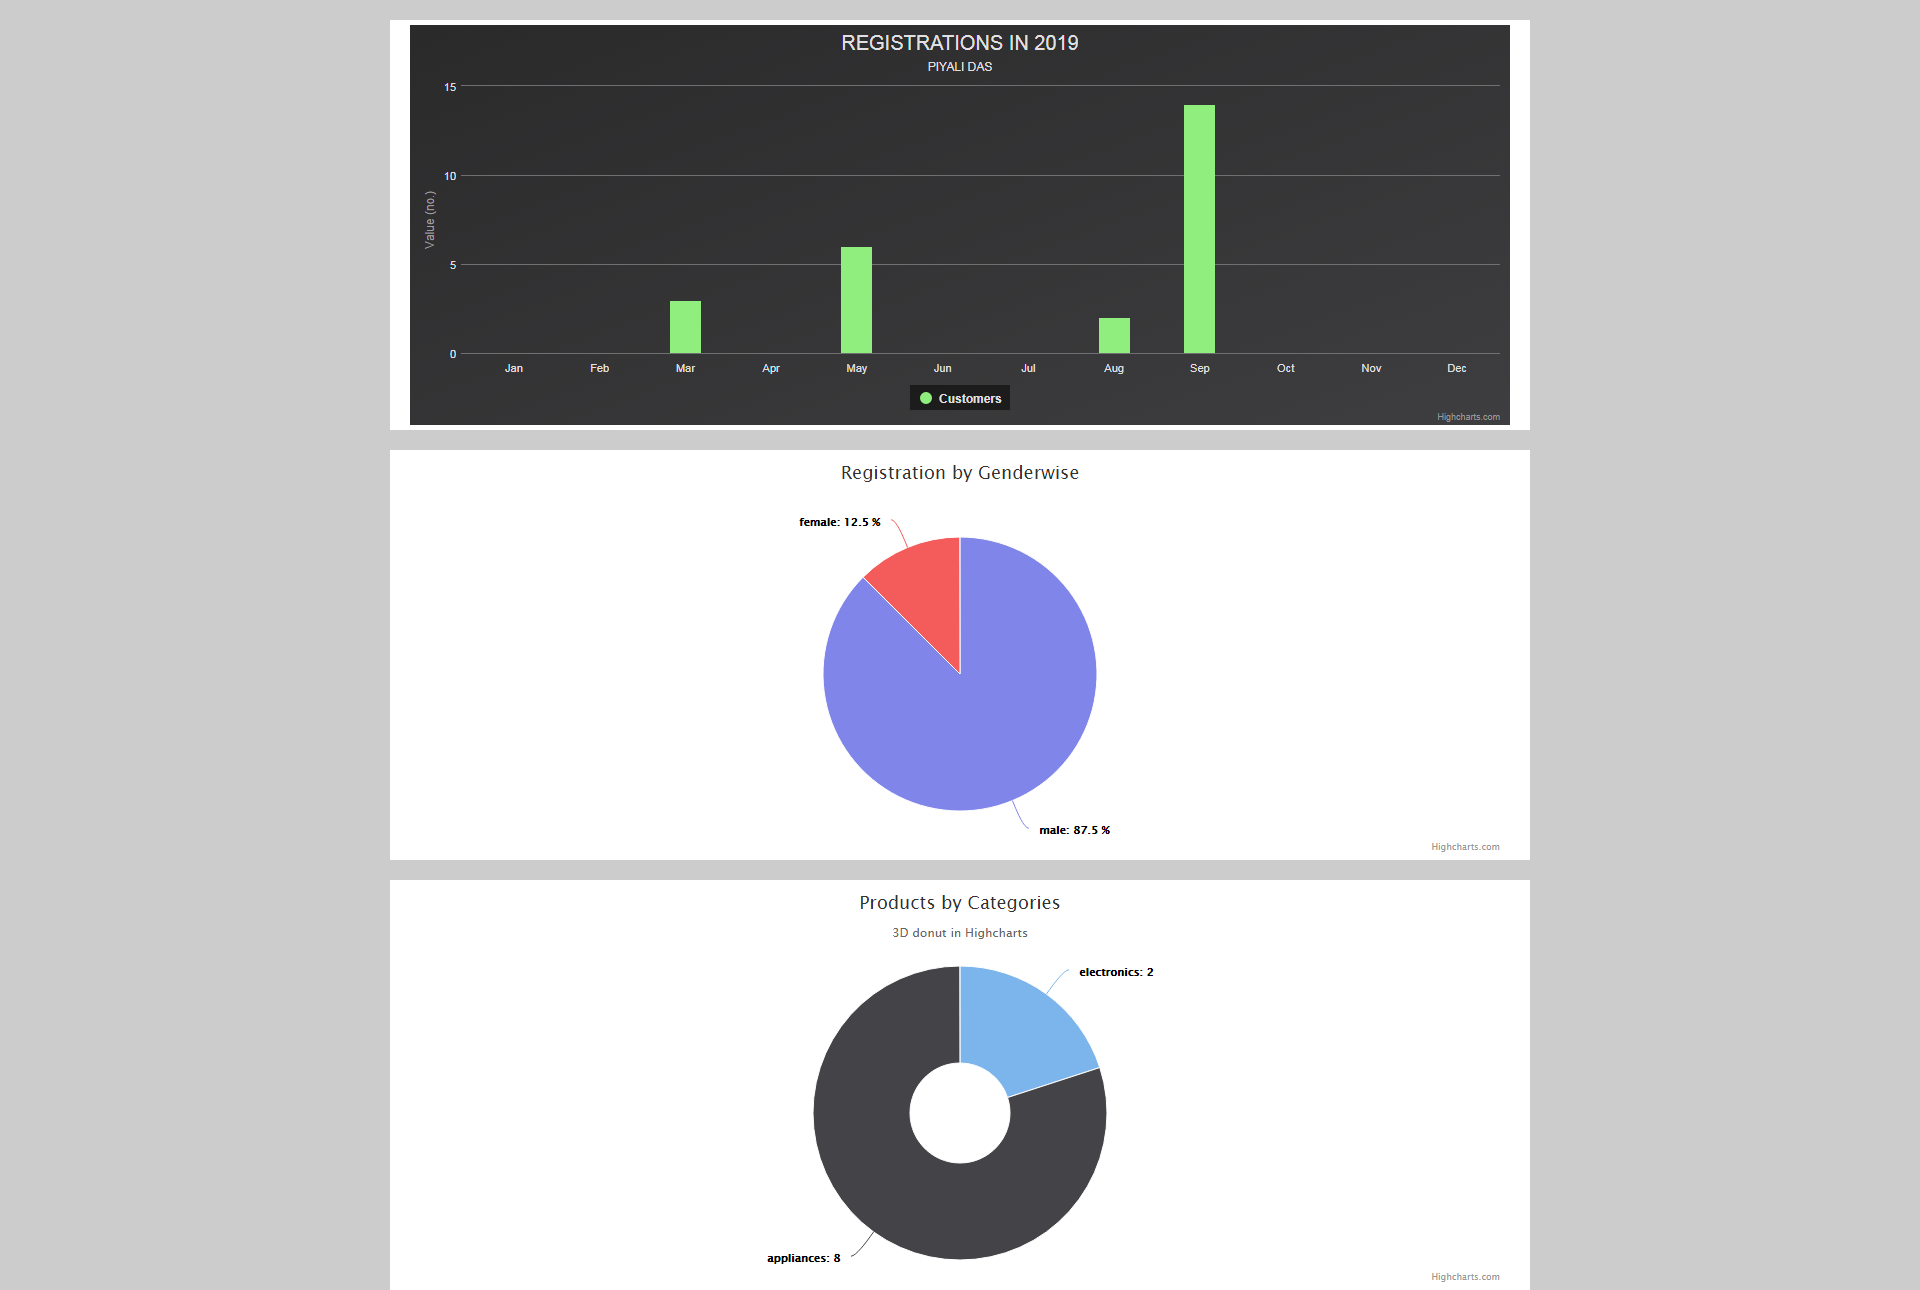 REGISTRATIONS IN 2019
PIYALI DAS
15
10
5
0
Value (no.)
Jan Feb Mar Apr May Jun Jul Aug Sep Oct Nov Dec
Customers
Highcharts.com
Registration by Genderwise
female: 12.5 %
male: 87.5 %
Highcharts.com
Products by Categories
3D donut in Highcharts
electronics: 2
appliances: 8
Highcharts.com